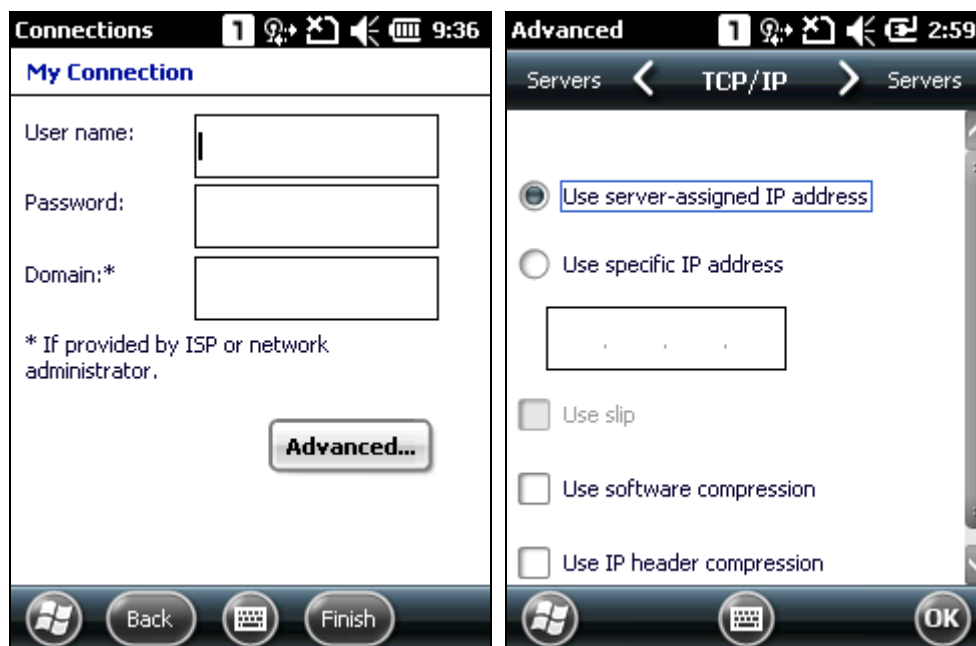 Connections 1 9:36
My Connection
User name:
Password:
Domain:*
* If provided by ISP or network
administrator.
Advanced...
Back Finish
Advanced 1 2:59
Servers TCP/IP Servers
Use server-assigned IP address
Use specific IP address
. . .
Use slip
Use software compression
Use IP header compression
OK